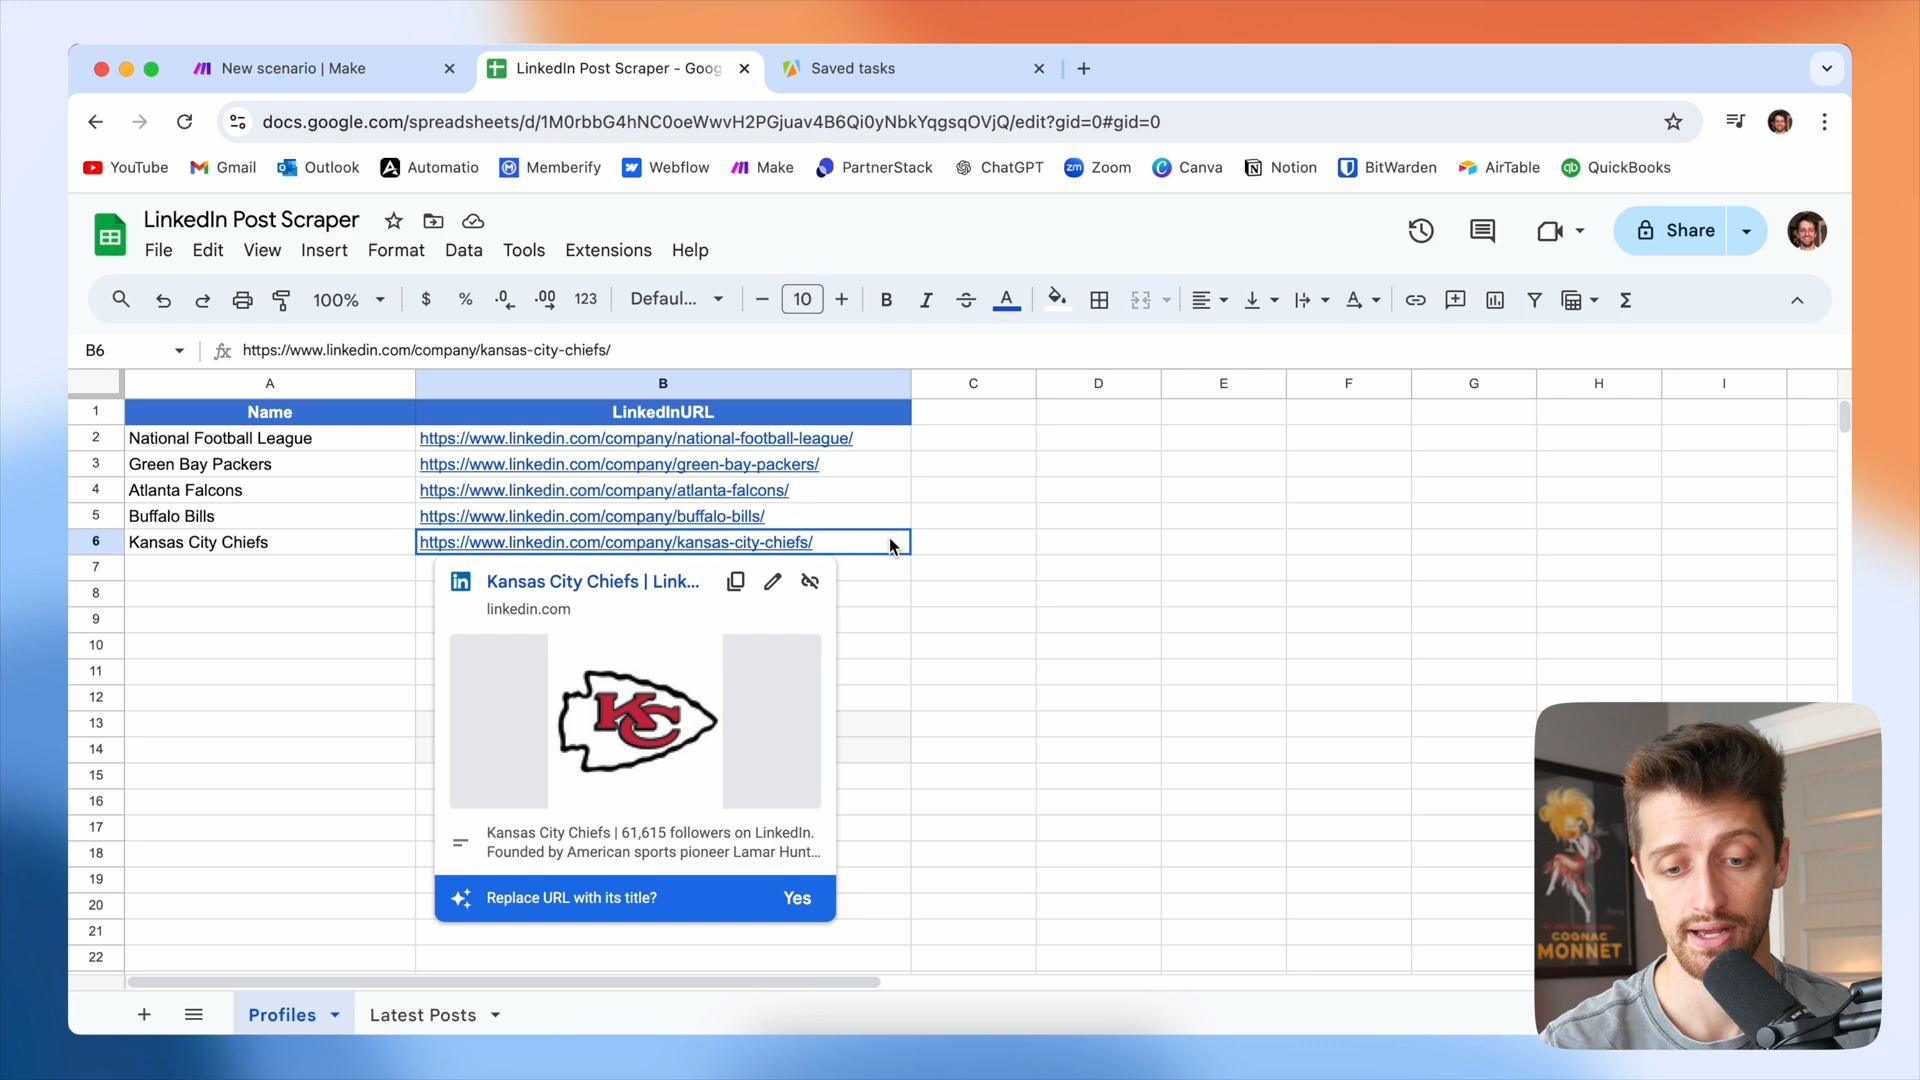 New scenario | Make
LinkedIn Post Scraper - Goog
Saved tasks
docs.google.com/spreadsheets/d/1M0rbbG4hNC0oeWwvH2PGjuav4B6Qi0yNbkYqgsqOVjQ/edit?gid=0#gid=0
YouTube Gmail Outlook Automatio Memberify Webflow Make PartnerStack ChatGPT zm Zoom Canva Notion BitWarden AirTable qb QuickBooks
LinkedIn Post Scraper
File Edit View Insert Format Data Tools Extensions Help
Share
100% $ % .0 .00 123 Defaul... 10 B I A
B6 fx https://www.linkedin.com/company/kansas-city-chiefs/
A B C D E F G H I
1 Name LinkedInURL
2 National Football League https://www.linkedin.com/company/national-football-league/
3 Green Bay Packers https://www.linkedin.com/company/green-bay-packers/
4 Atlanta Falcons https://www.linkedin.com/company/atlanta-falcons/
5 Buffalo Bills https://www.linkedin.com/company/buffalo-bills/
6 Kansas City Chiefs https://www.linkedin.com/company/kansas-city-chiefs/
7
8
9
10
11
12
13
14
15
16
17
18
19
20
21
22
in Kansas City Chiefs | Link...
linkedin.com
KC
Kansas City Chiefs | 61,615 followers on LinkedIn.
Founded by American sports pioneer Lamar Hunt...
Replace URL with its title? Yes
COGNAC
MONNET
Profiles Latest Posts